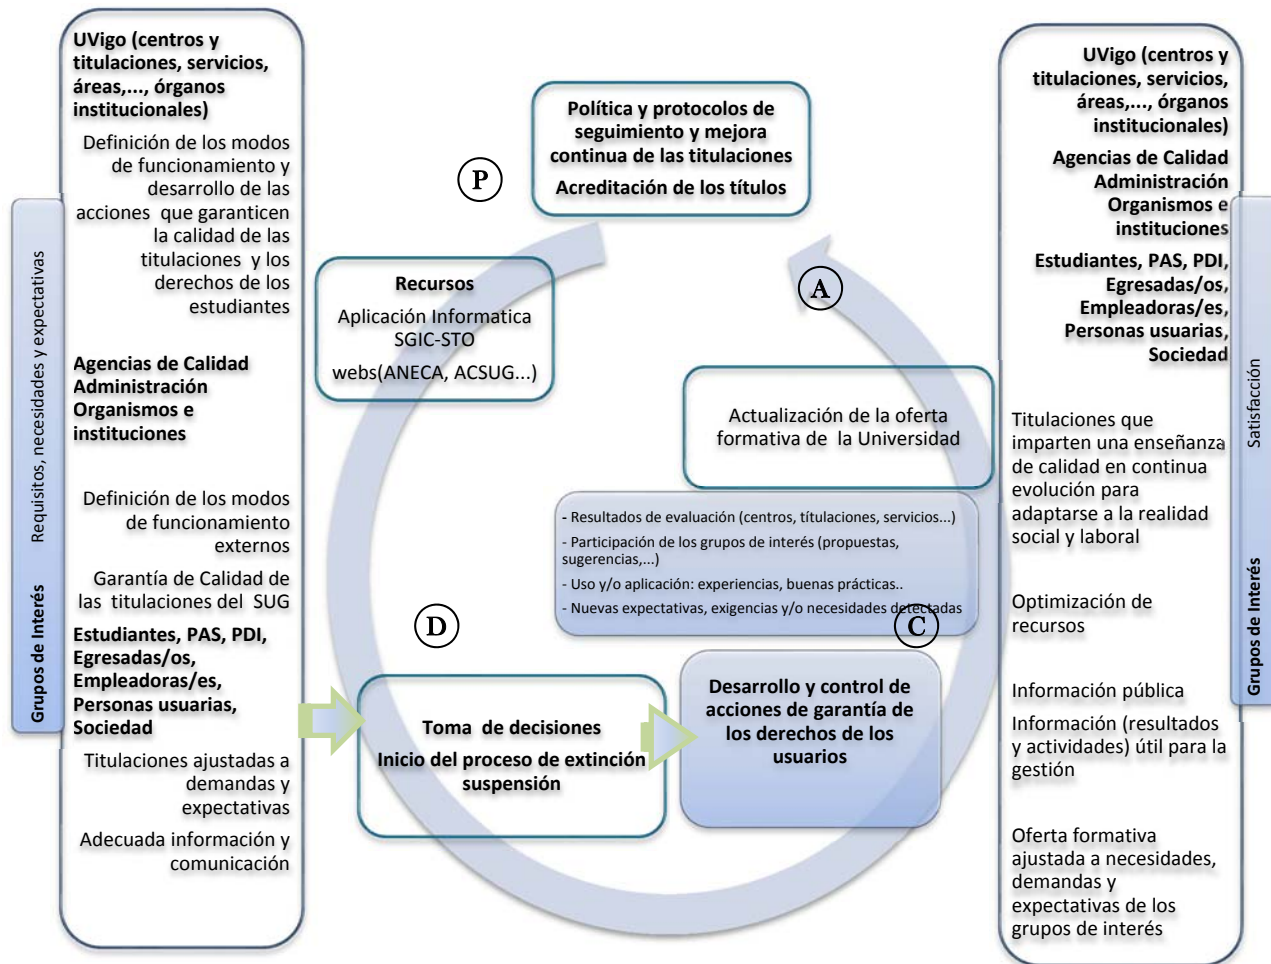 UVigo (centros y
titulaciones, servicios,
áreas,..., órganos
institucionales)
Definición de los modos
de funcionamiento y
desarrollo de las
acciones que garanticen
la calidad de las
titulaciones y los
derechos de los
estudiantes
Agencias de Calidad
Administración
Organismos e
instituciones
Definición de los modos
de funcionamiento
externos
Garantía de Calidad de
las titulaciones del SUG
Estudiantes, PAS, PDI,
Egresadas/os,
Empleadoras/es,
Personas usuarias,
Sociedad
Titulaciones ajustadas a
demandas y
expectativas
Adecuada información y
comunicación
Grupos de Interés Requisitos, necesidades y expectativas
Política y protocolos de
seguimiento y mejora
continua de las titulaciones
Acreditación de los títulos
P
Recursos
Aplicación Informatica
SGIC-STO
webs(ANECA, ACSUG...)
A
Actualización de la oferta
formativa de la Universidad
- Resultados de evaluación (centros, títulaciones, servicios...)
- Participación de los grupos de interés (propuestas,
sugerencias,...)
- Uso y/o aplicación: experiencias, buenas prácticas..
- Nuevas expectativas, exigencias y/o necesidades detectadas
D
C
Toma de decisiones
Inicio del proceso de extinción
suspensión
Desarrollo y control de
acciones de garantía de
los derechos de los
usuarios
UVigo (centros y
titulaciones, servicios,
áreas,..., órganos
institucionales)
Agencias de Calidad
Administración
Organismos e
instituciones
Estudiantes, PAS, PDI,
Egresadas/os,
Empleadoras/es,
Personas usuarias,
Sociedad
Titulaciones que
imparten una enseñanza
de calidad en continua
evolución para
adaptarse a la realidad
social y laboral
Optimización de
recursos
Información pública
Información (resultados
y actividades) útil para la
gestión
Oferta formativa
ajustada a necesidades,
demandas y
expectativas de los
grupos de interés
Grupos de Interés Satisfacción